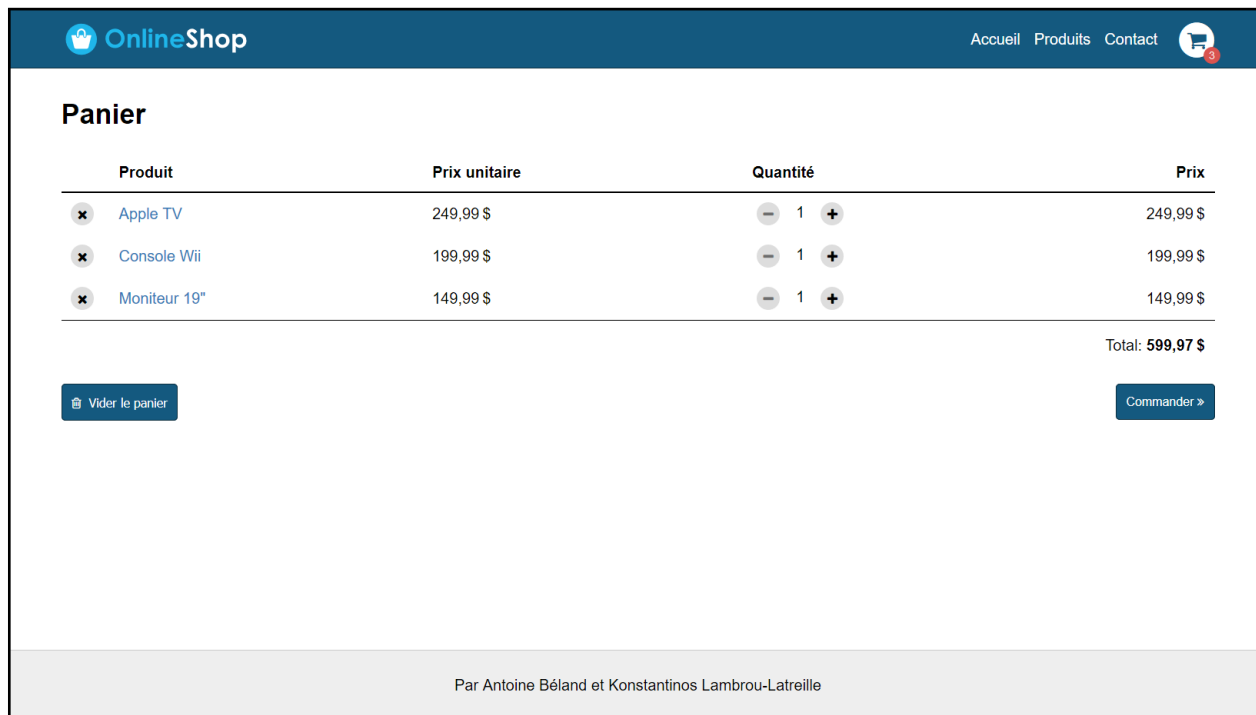 OnlineShop Accueil Produits Contact 3
Panier
Produit Prix unitaire Quantité Prix
Apple TV 249,99 $ 1 249,99 $
Console Wii 199,99 $ 1 199,99 $
Moniteur 19" 149,99 $ 1 149,99 $
Total: 599,97 $
Vider le panier Commander »
Par Antoine Béland et Konstantinos Lambrou-Latreille